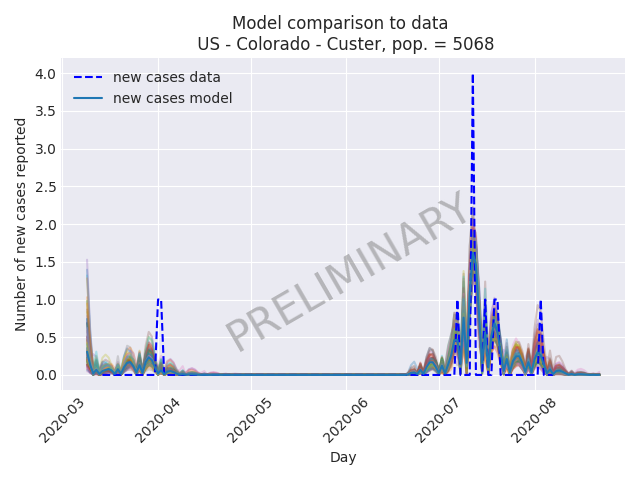 Model comparison to data
US - Colorado - Custer, pop. = 5068
new cases data
new cases model
Number of new cases reported
4.0
3.5
3.0
2.5
2.0
1.5
1.0
0.5
0.0
PRELIMINARY
2020-03
2020-04
2020-05
2020-06
2020-07
2020-08
Day